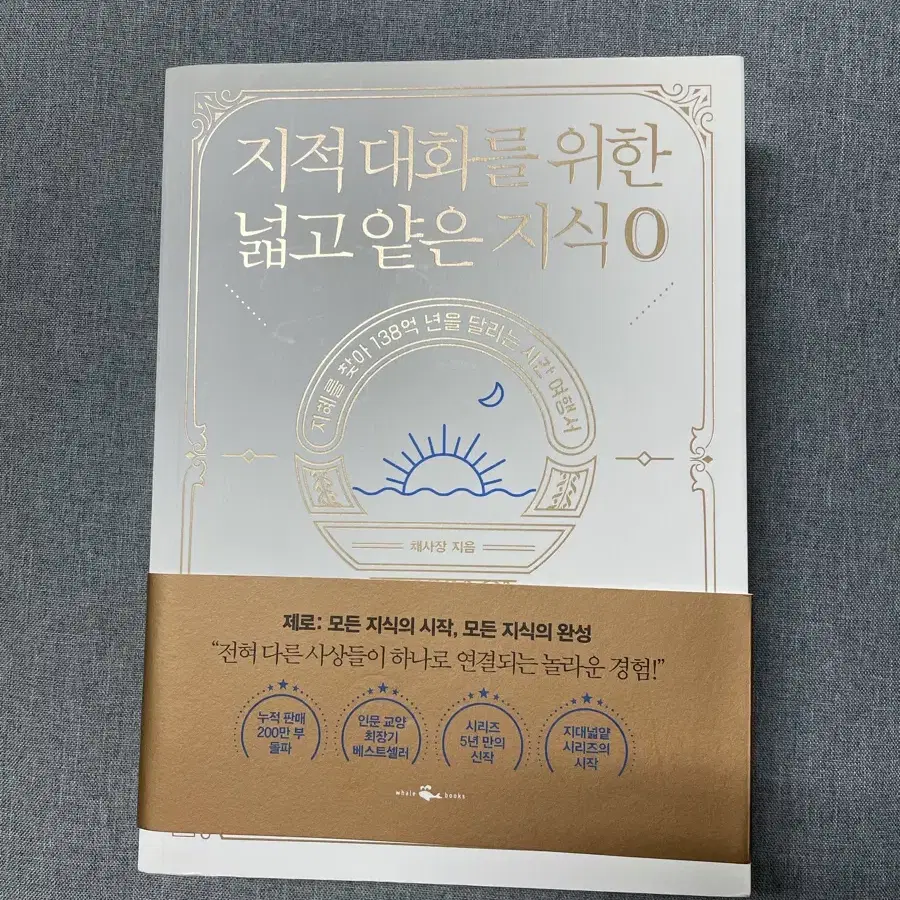 지적 대화를 위한
넓고 얕은 지식 0
지혜를 찾아 138억 년을 달리는 시간 여행서
채사장 지음
제로: 모든 지식의 시작, 모든 지식의 완성
“전혀 다른 사상들이 하나로 연결되는 놀라운 경험!”
누적 판매
200만 부
돌파
인문 교양
최장기
베스트셀러
시리즈
5년 만의
신작
지대넓얕
시리즈의
시작
whale books